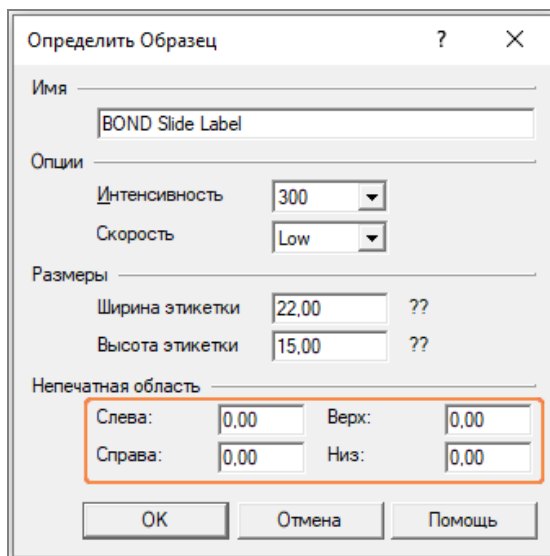 Определить Образец ? ×
Имя
BOND Slide Label
Опции
Интенсивность 300
Скорость Low
Размеры
Ширина этикетки 22,00 ??
Высота этикетки 15,00 ??
Непечатная область
Слева: 0,00 Верх: 0,00
Справа: 0,00 Низ: 0,00
OK Отмена Помощь